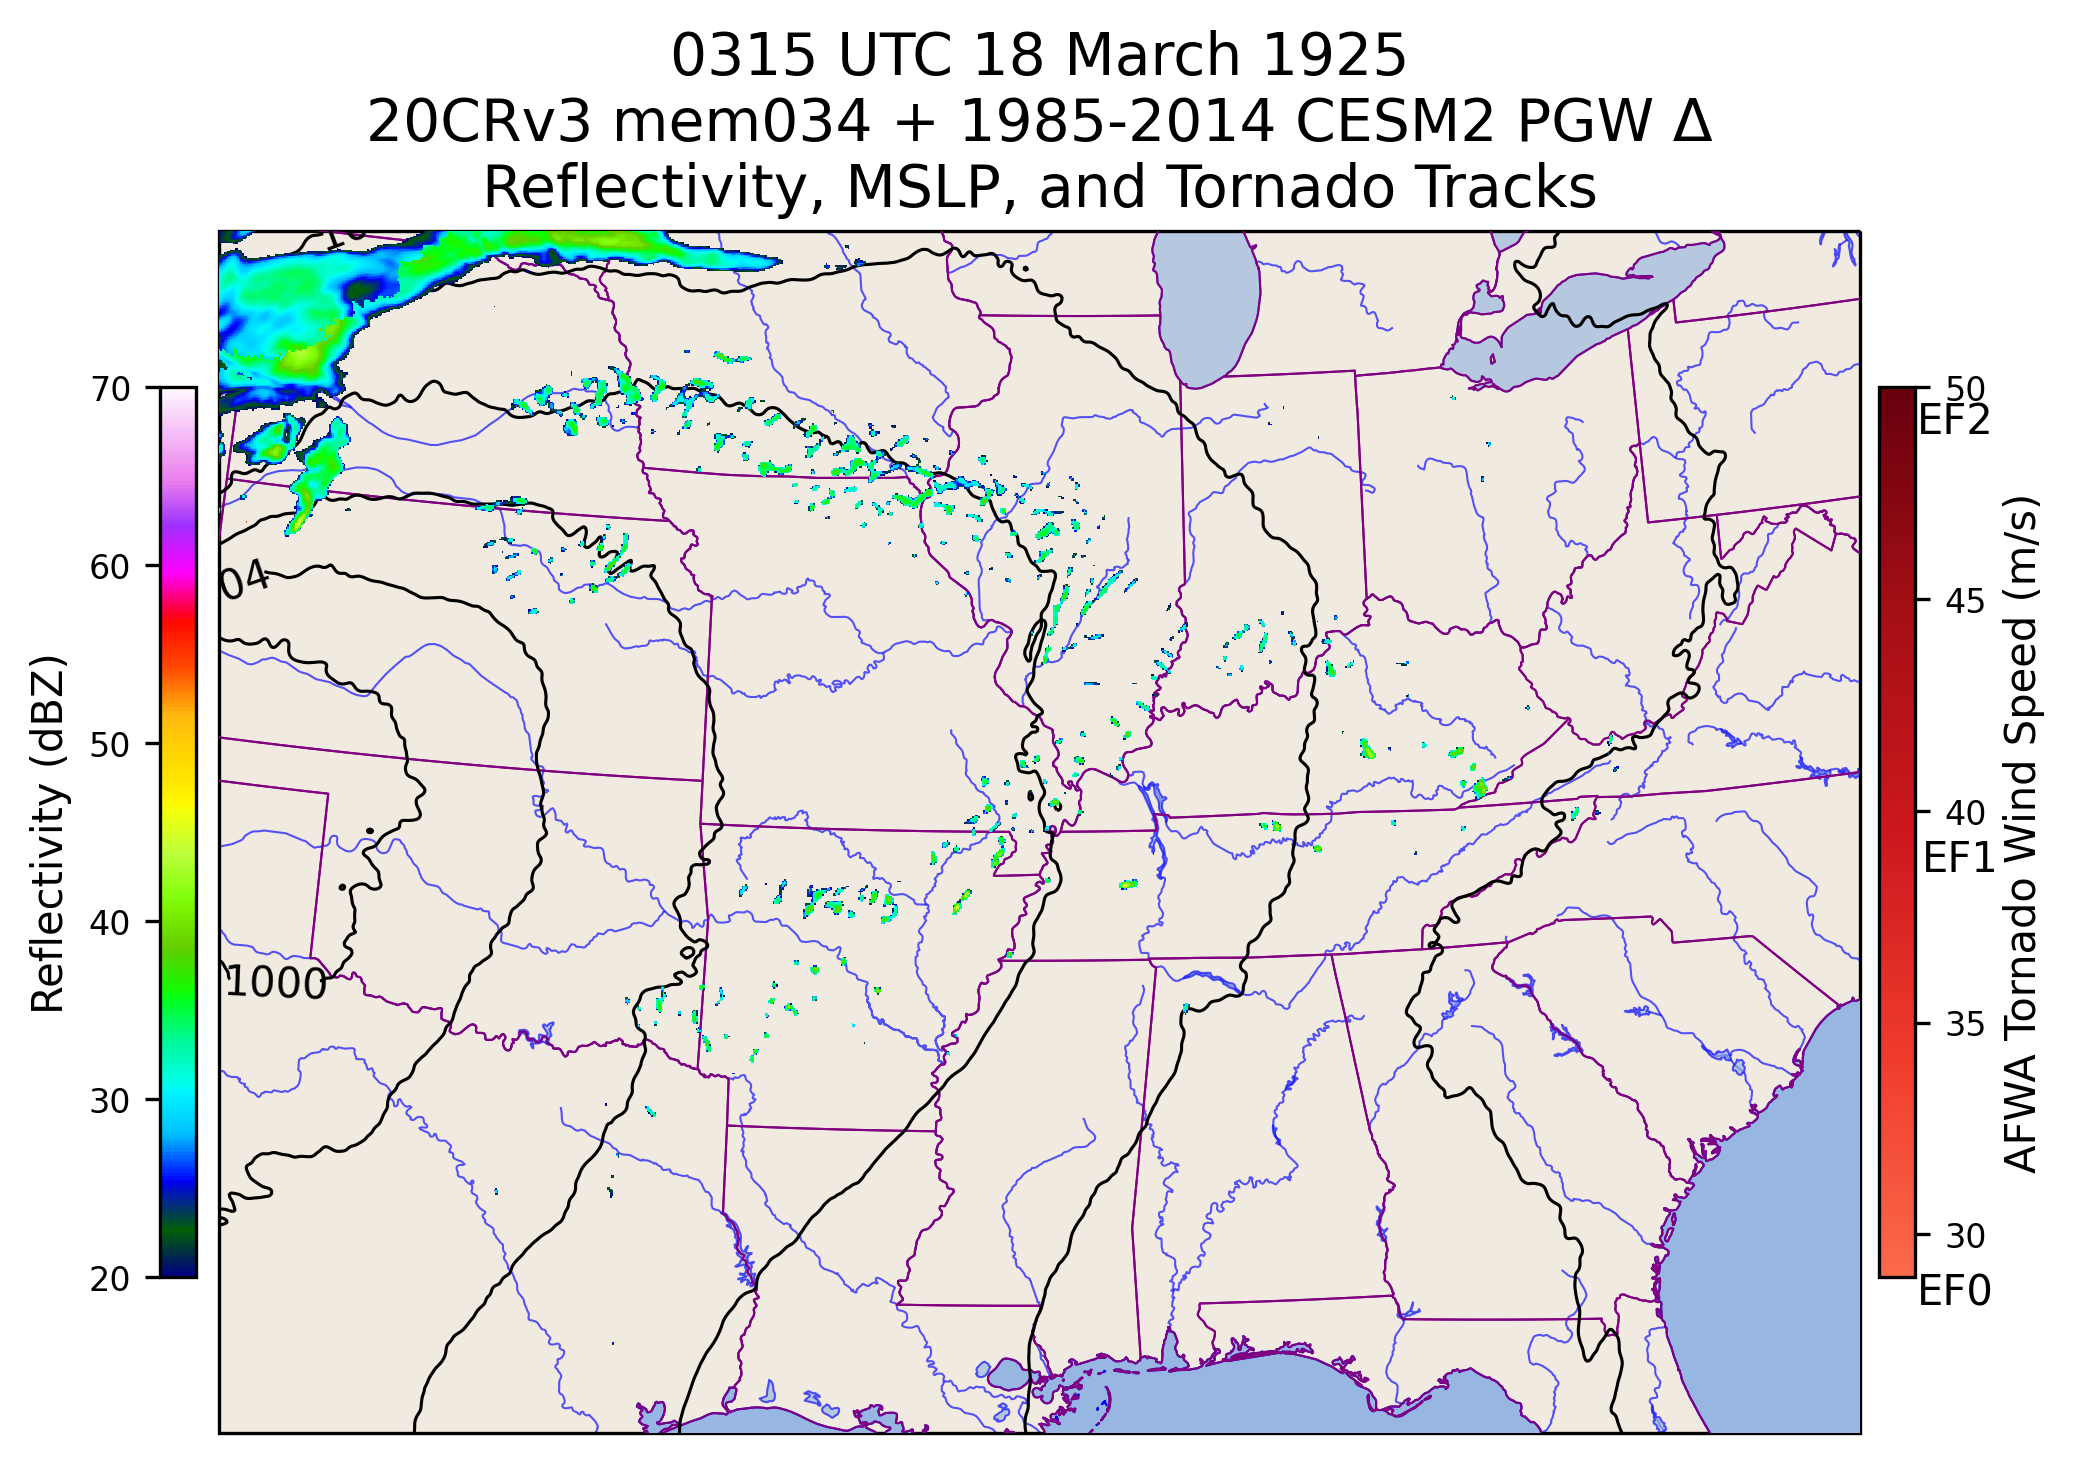 0315 UTC 18 March 1925
20CRv3 mem034 + 1985-2014 CESM2 PGW Δ
Reflectivity, MSLP, and Tornado Tracks
70
60
50
40
30
20
Reflectivity (dBZ)
04
1000
50
EF2
45
40
EF1
35
30
EF0
AFWA Tornado Wind Speed (m/s)